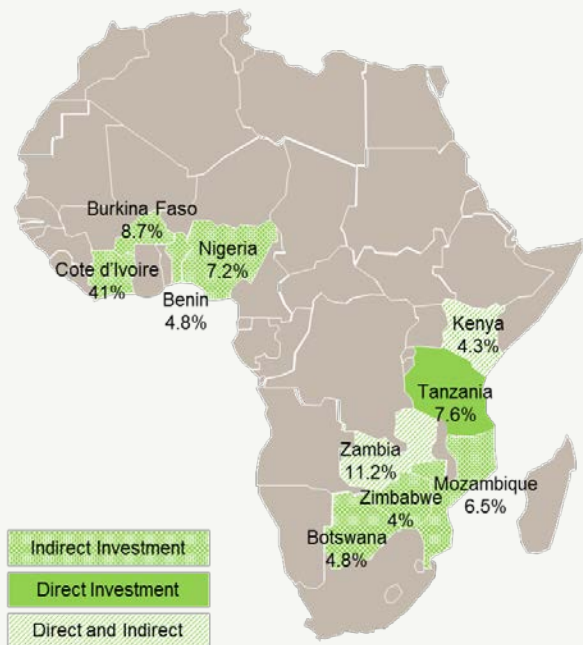 Burkina Faso
8.7%
Nigeria
7.2%
Cote d'Ivoire
41%
Benin
4.8%
Kenya
4.3%
Tanzania
7.6%
Zambia
11.2%
Mozambique
6.5%
Zimbabwe
4%
Botswana
4.8%
Indirect Investment
Direct Investment
Direct and Indirect